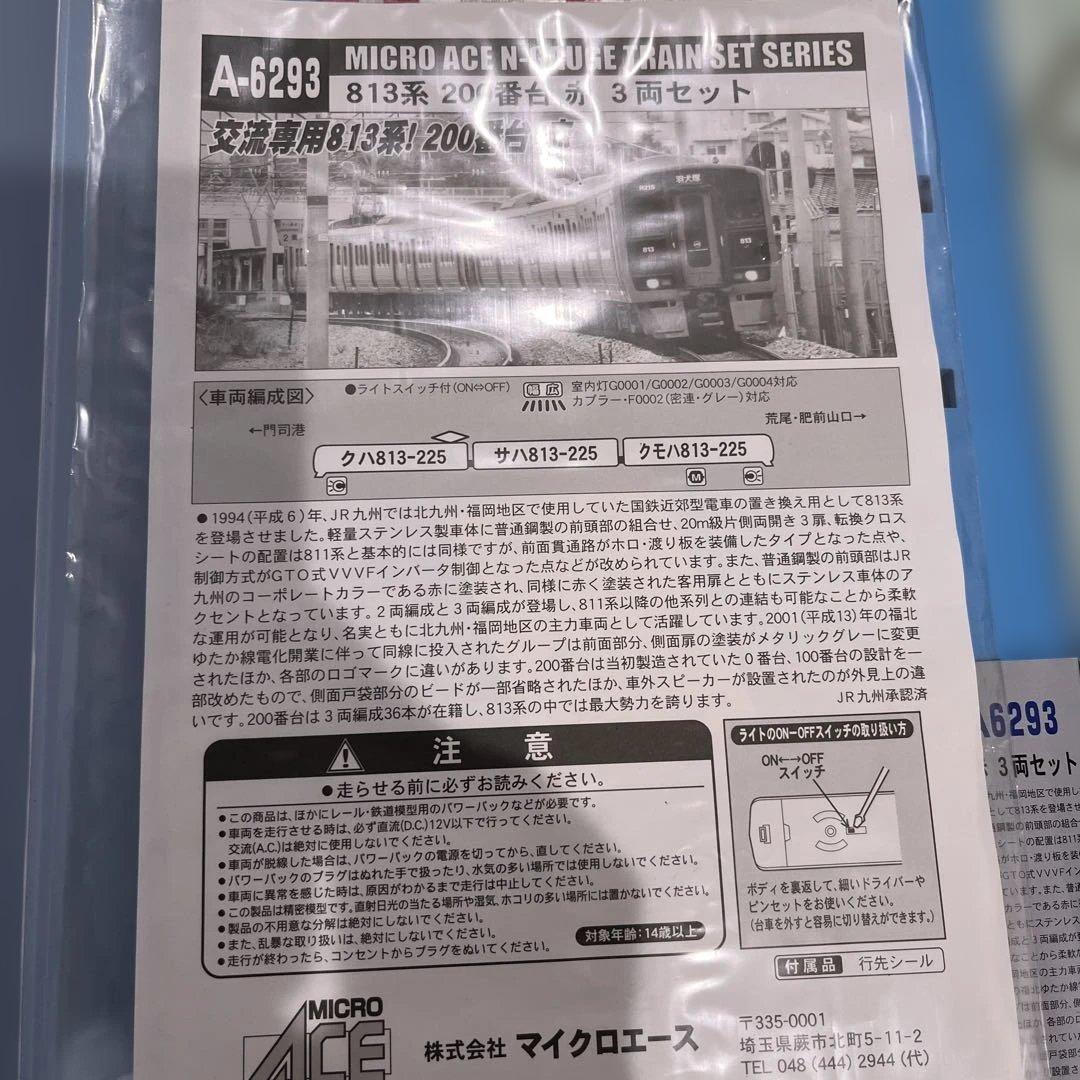 A-6293
MICRO ACE N-GAUGE TRAIN SET SERIES
813系 200番台 赤 3両セット
交流専用813系! 200番台
R215
羽犬塚
813
813
〈車両編成図〉
●ライトスイッチ付(ON⇔OFF)
幅広
室内灯G0001/G0002/G0003/G0004対応
カプラー・F0002(密連・グレー)対応
←門司港
荒尾・肥前山口→
クハ813-225
サハ813-225
クモハ813-225
M
●1994(平成6)年、JR九州では北九州・福岡地区で使用していた国鉄近郊型電車の置き換え用として813系
を登場させました。軽量ステンレス製車体に普通鋼製の前頭部の組合せ、20m級片側両開き3扉、転換クロス
シートの配置は811系と基本的には同様ですが、前面貫通路がホロ・渡り板を装備したタイプとなった点や、
制御方式がGTO式VVVFインバータ制御となった点などが改められています。また、普通鋼製の前頭部はJR
九州のコーポレートカラーである赤に塗装され、同様に赤く塗装された客用扉とともにステンレス車体のア
クセントとなっています。2両編成と3両編成が登場し、811系以降の他系列との連結も可能なことから柔軟
な運用が可能となり、名実ともに北九州・福岡地区の主力車両として活躍しています。2001(平成13)年の福北
ゆたか線電化開業に伴って同線に投入されたグループは前面部分、側面扉の塗装がメタリックグレーに変更
されたほか、各部のロゴマークに違いがあります。200番台は当初製造されていた0番台、100番台の設計を一
部改めたもので、側面戸袋部分のビードが一部省略されたほか、車外スピーカーが設置されたのが外見上の違
いです。200番台は3両編成36本が在籍し、813系の中では最大勢力を誇ります。
JR九州承認済
注意
●走らせる前に必ずお読みください。
●この商品は、ほかにレール・鉄道模型用のパワーパックなどが必要です。
●車両を走行させる時は、必ず直流(D.C.)12V以下で行ってください。
交流(A.C.)は絶対に使用しないでください。
●車両が脱線した場合は、パワーパックの電源を切ってから、直してください。
●パワーパックのプラグはぬれた手で扱ったり、水気の多い場所では使用しないでください。
●車両に異常を感じた時は、原因がわかるまで走行は中止してください。
●この製品は精密模型です。直射日光の当たる場所や湿気、ホコリの多い場所には置かないでください。
●製品の不用意な分解は絶対にしないでください。
●また、乱暴な取り扱いは、絶対にしないでください。
●走行が終わったら、コンセントからプラグをぬいてください。
対象年齢:14歳以上
ライトのON-OFFスイッチの取り扱い方
ON←→OFF
スイッチ
ボディを裏返して、細いドライバーや
ピンセットをお使いください。
(台車を外すと容易に切り替えができます。)
付属品 行先シール
MICRO
ACE
株式会社 マイクロエース
〒335-0001
埼玉県蕨市北町5-11-2
TEL 048 (444) 2944 (代)
A6293
3両セット